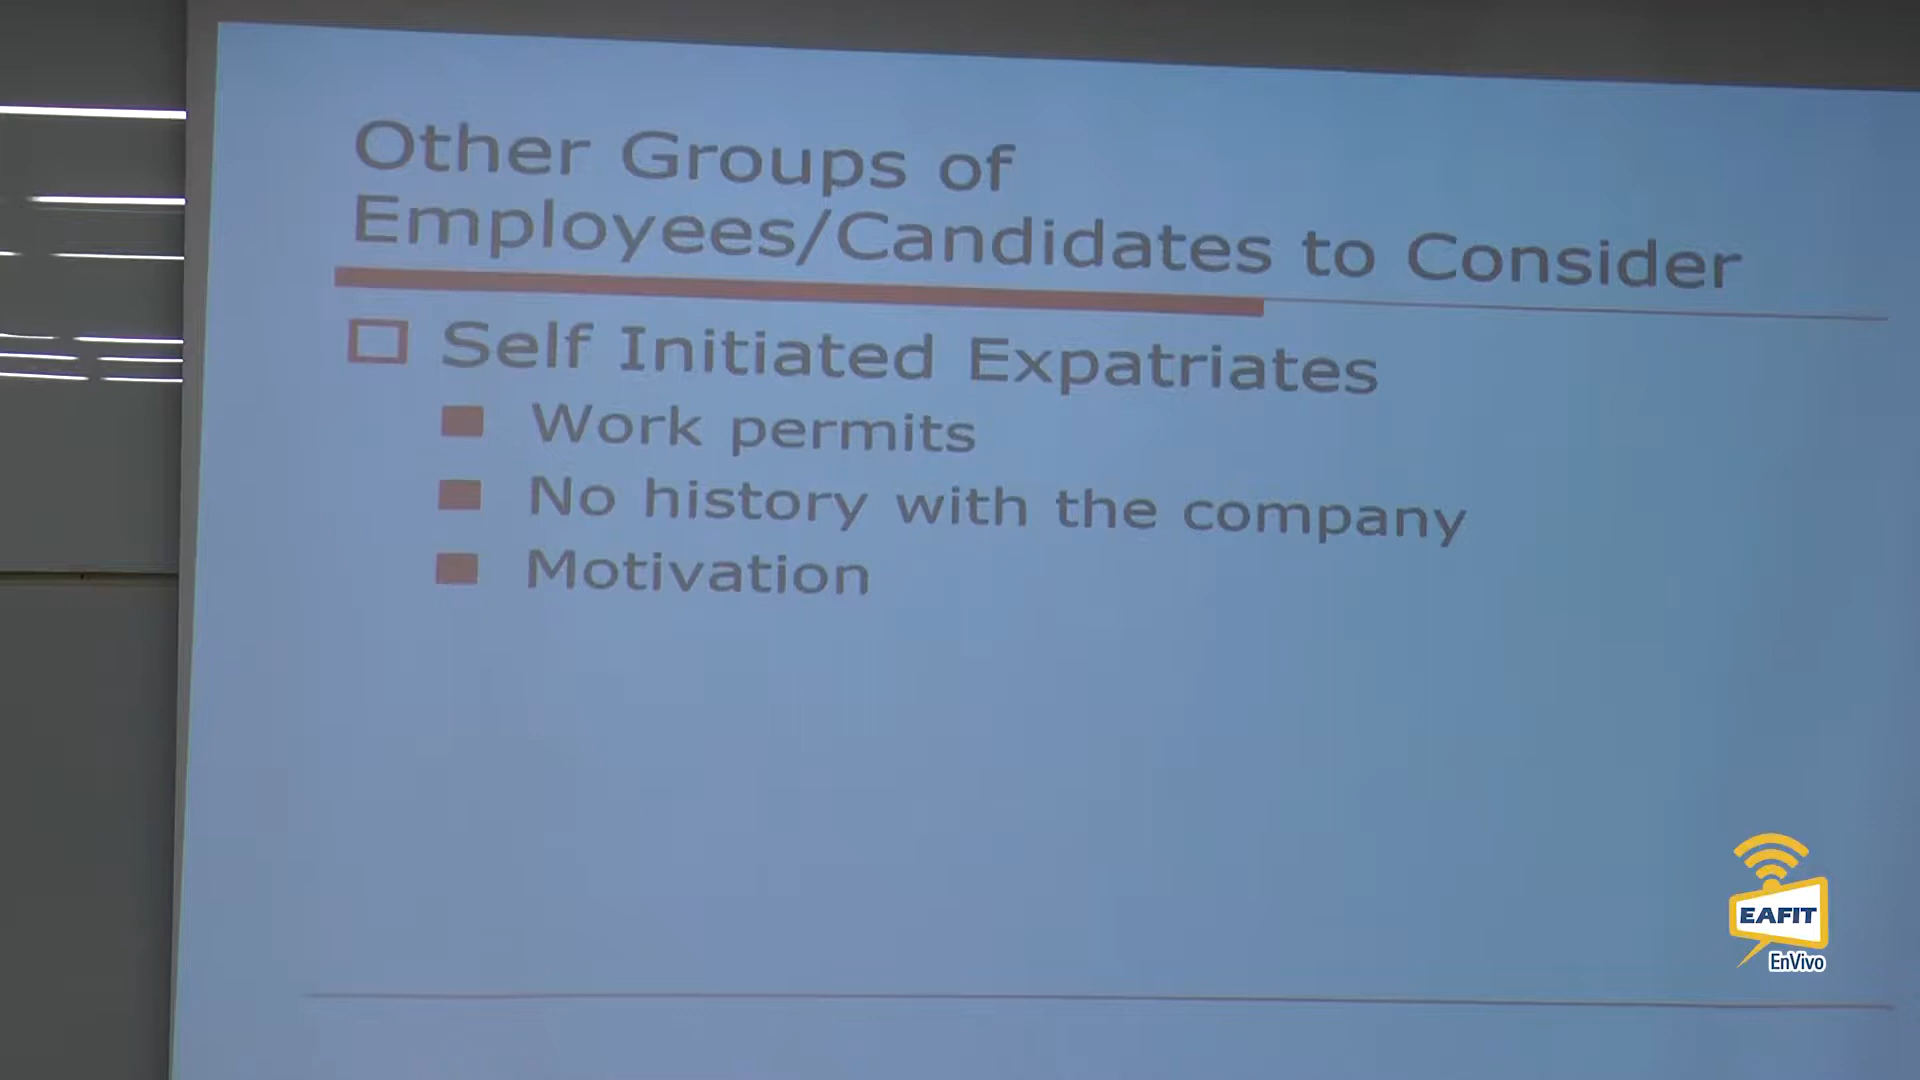 Other Groups of
Employees/Candidates to Consider
Self Initiated Expatriates
Work permits
No history with the company
Motivation
EAFIT
EnVivo